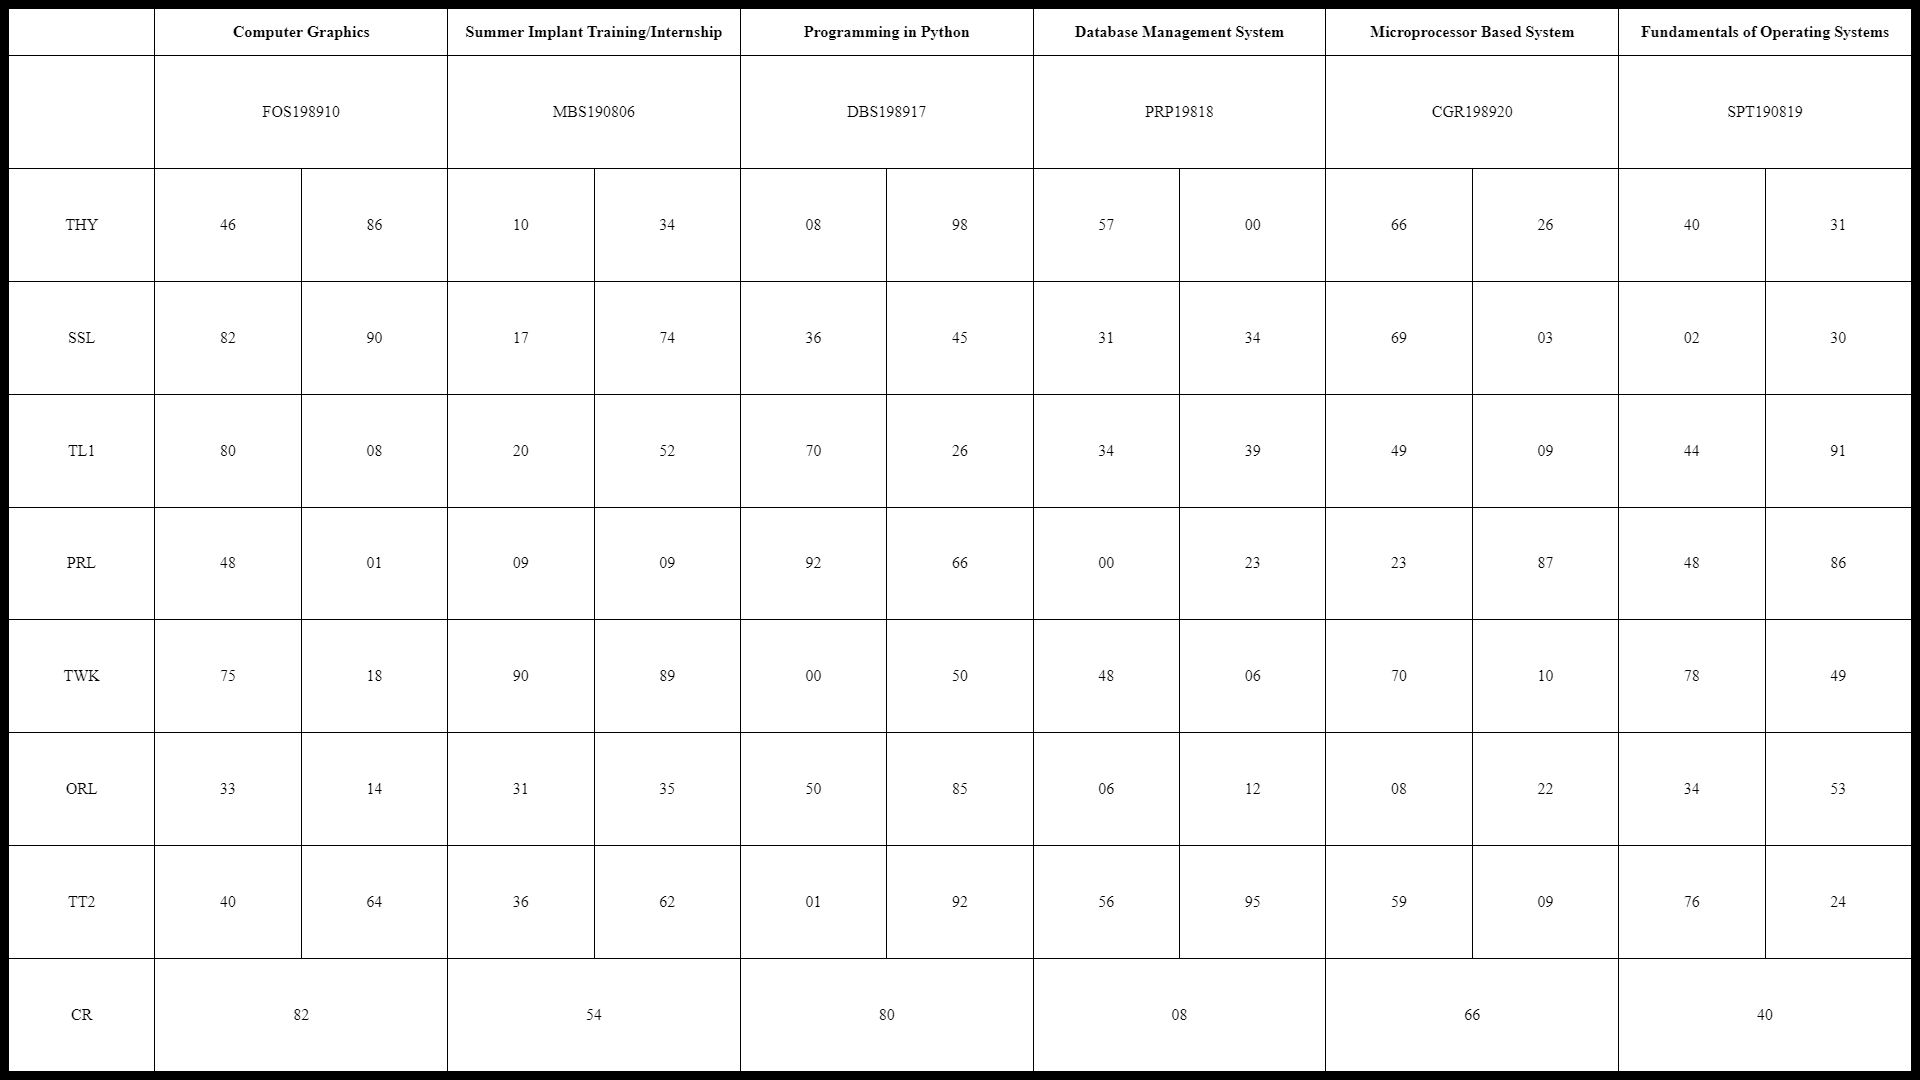 Computer Graphics Summer Implant Training/Internship Programming in Python Database Management System Microprocessor Based System Fundamentals of Operating Systems
FOS198910 MBS190806 DBS198917 PRP19818 CGR198920 SPT190819
THY 46 86 10 34 08 98 57 00 66 26 40 31
SSL 82 90 17 74 36 45 31 34 69 03 02 30
TL1 80 08 20 52 70 26 34 39 49 09 44 91
PRL 48 01 09 09 92 66 00 23 23 87 48 86
TWK 75 18 90 89 00 50 48 06 70 10 78 49
ORL 33 14 31 35 50 85 06 12 08 22 34 53
TT2 40 64 36 62 01 92 56 95 59 09 76 24
CR 82 54 80 08 66 40